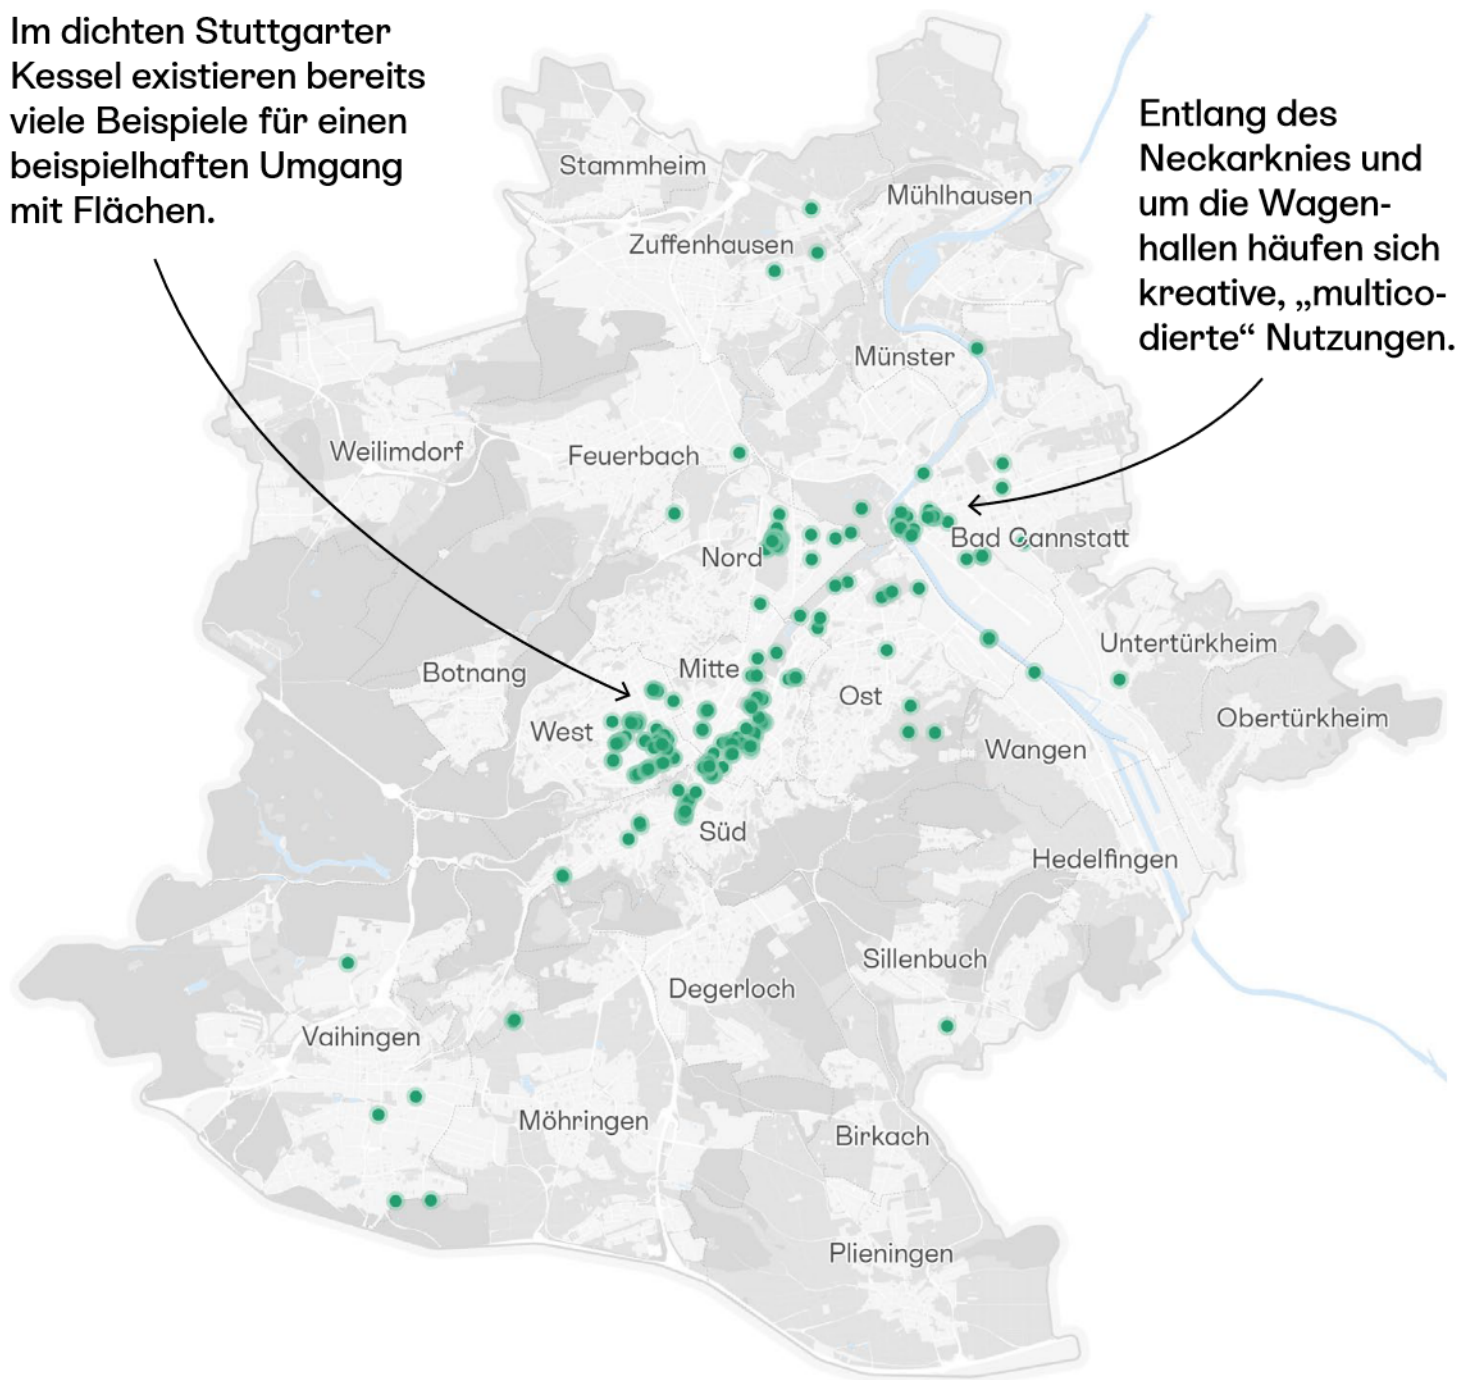 Im dichten Stuttgarter
Kessel existieren bereits
viele Beispiele für einen
beispielhaften Umgang
mit Flächen.
Entlang des
Neckarknies und
um die Wagen-
hallen häufen sich
kreative, „multico-
dierte“ Nutzungen.
Stammheim
Mühlhausen
Zuffenhausen
Münster
Weilimdorf
Feuerbach
Bad Cannstatt
Nord
Untertürkheim
Botnang
Mitte
Ost
Obertürkheim
West
Wangen
Süd
Hedelfingen
Sillenbuch
Degerloch
Vaihingen
Möhringen
Birkach
Plieningen